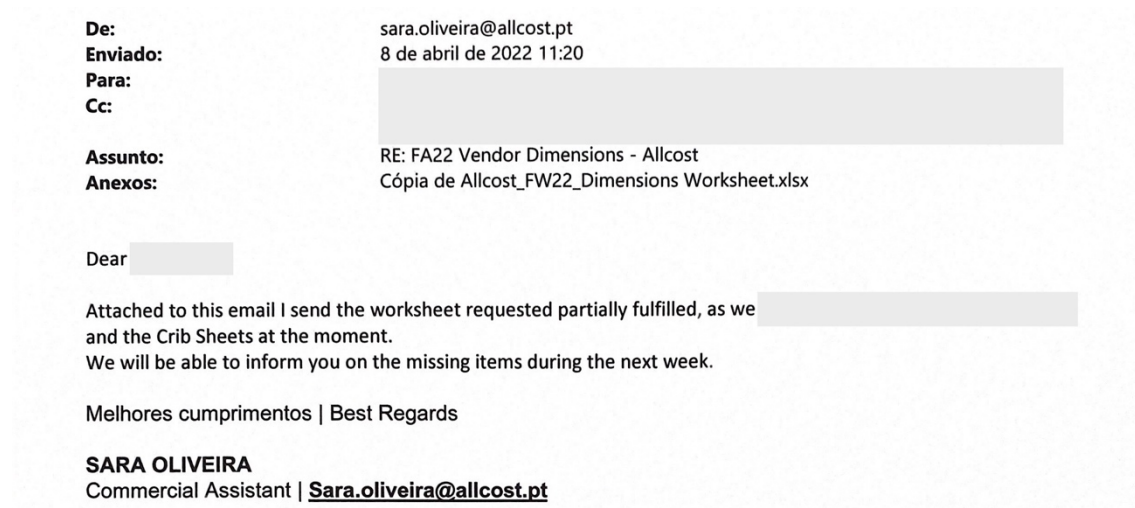 De: sara.oliveira@allcost.pt
Enviado: 8 de abril de 2022 11:20
Para:
Cc:
Assunto: RE: FA22 Vendor Dimensions - Allcost
Anexos: Cópia de Allcost_FW22_Dimensions Worksheet.xlsx
Dear
Attached to this email I send the worksheet requested partially fulfilled, as we
and the Crib Sheets at the moment.
We will be able to inform you on the missing items during the next week.
Melhores cumprimentos | Best Regards
SARA OLIVEIRA
Commercial Assistant | Sara.oliveira@allcost.pt